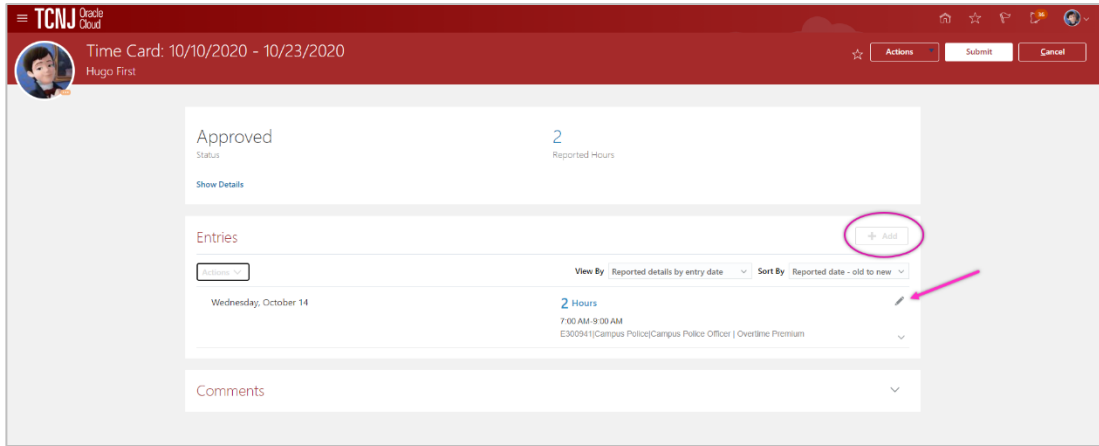 TCNJ Oracle Cloud
Time Card: 10/10/2020 - 10/23/2020
Hugo First
Actions
Submit
Cancel
Approved
Status
2
Reported Hours
Show Details
Entries
+ Add
Actions
View By Reported details by entry date Sort By Reported date - old to new
Wednesday, October 14
2 Hours
7:00 AM-9:00 AM
E300941|Campus Police|Campus Police Officer | Overtime Premium
Comments